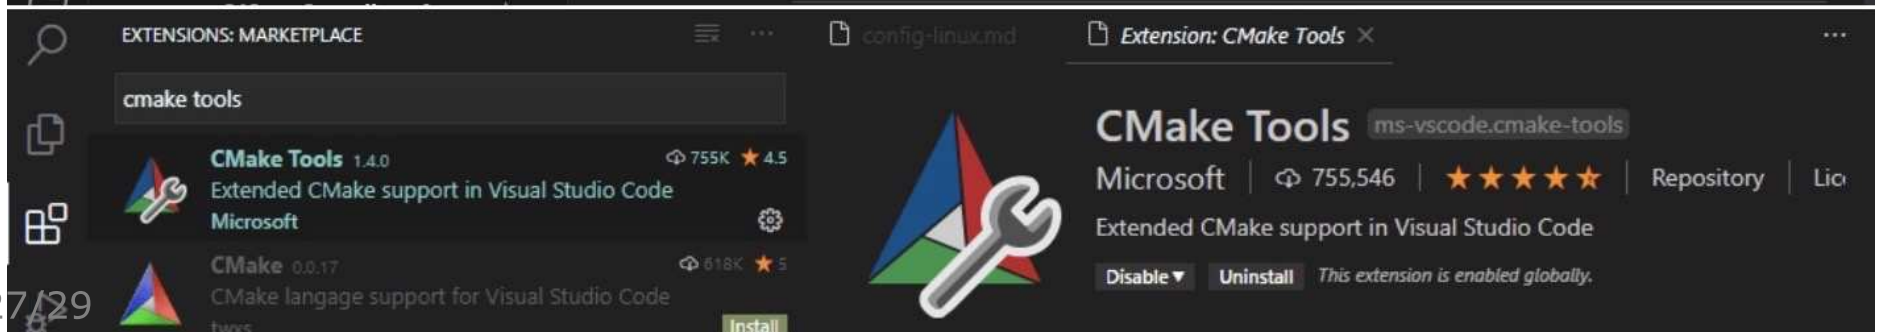 EXTENSIONS: MARKETPLACE
cmake tools
CMake Tools 1.4.0 755K 4.5
Extended CMake support in Visual Studio Code
Microsoft
CMake 0.0.17 618K 5
CMake langage support for Visual Studio Code
twxs
Install
config-linux.md
Extension: CMake Tools
CMake Tools ms-vscode.cmake-tools
Microsoft 755,546 Repository
Extended CMake support in Visual Studio Code
Disable Uninstall This extension is enabled globally.
7/29